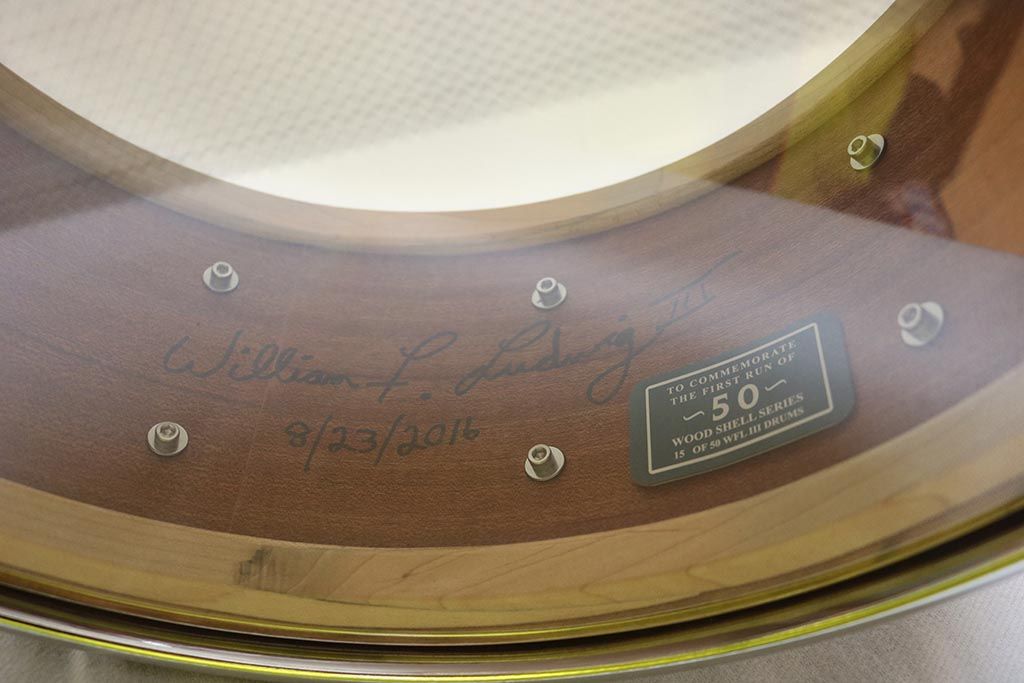 William F. Ludwig III
8/23/2016
TO COMMEMORATE
THE FIRST RUN OF
~ 50 ~
WOOD SHELL SERIES
15 OF 50 WFL III DRUMS